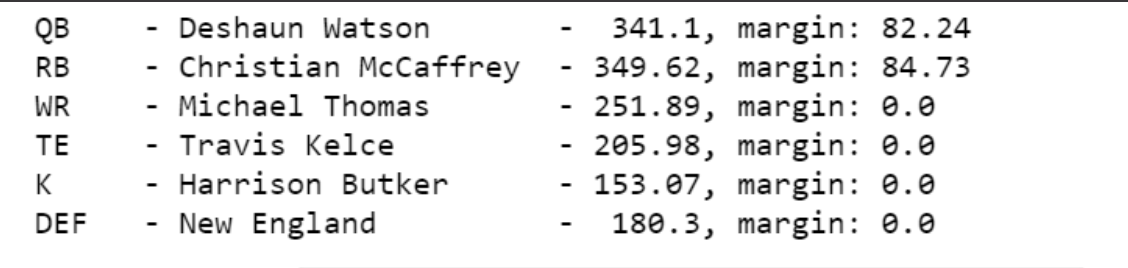 QB - Deshaun Watson - 341.1, margin: 82.24
RB - Christian McCaffrey - 349.62, margin: 84.73
WR - Michael Thomas - 251.89, margin: 0.0
TE - Travis Kelce - 205.98, margin: 0.0
K - Harrison Butker - 153.07, margin: 0.0
DEF - New England - 180.3, margin: 0.0